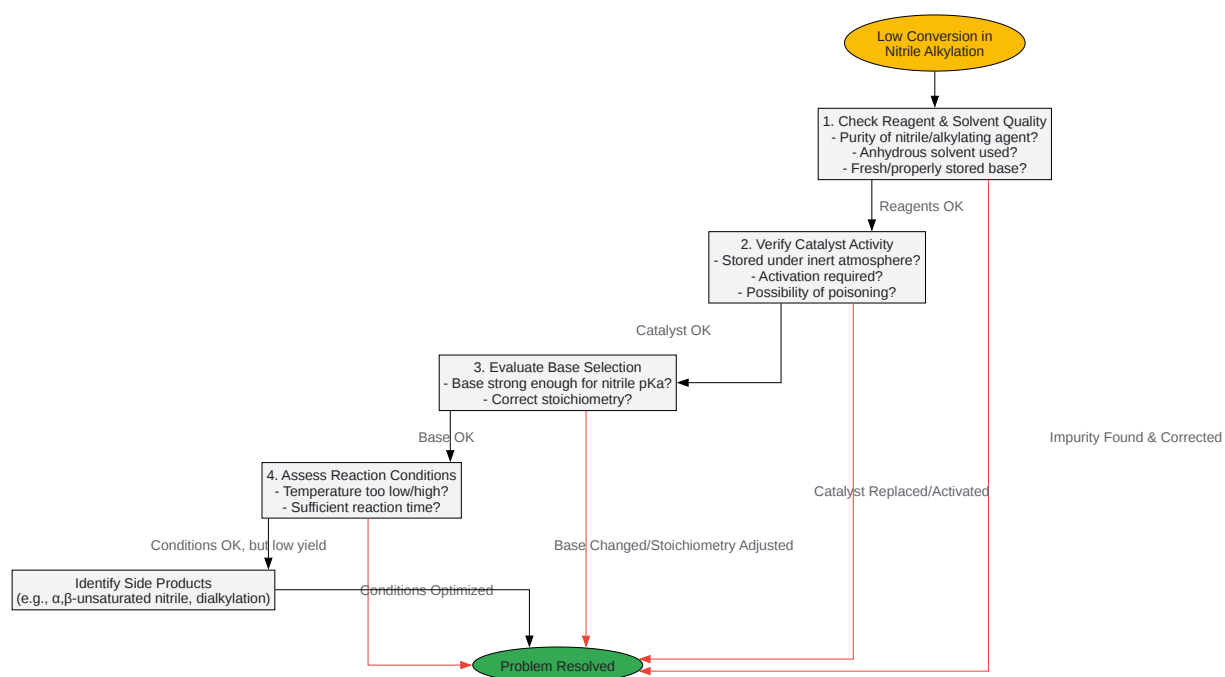 Low Conversion in
Nitrile Alkylation
1. Check Reagent & Solvent Quality
- Purity of nitrile/alkylating agent?
- Anhydrous solvent used?
- Fresh/properly stored base?
Reagents OK
2. Verify Catalyst Activity
- Stored under inert atmosphere?
- Activation required?
- Possibility of poisoning?
Catalyst OK
3. Evaluate Base Selection
- Base strong enough for nitrile pKa?
- Correct stoichiometry?
Base OK
Impurity Found & Corrected
4. Assess Reaction Conditions
- Temperature too low/high?
- Sufficient reaction time?
Catalyst Replaced/Activated
Conditions OK, but low yield
Base Changed/Stoichiometry Adjusted
Identify Side Products
(e.g., α,β-unsaturated nitrile, dialkylation)
Conditions Optimized
Problem Resolved